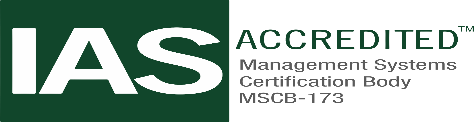 IAS
ACCREDITED™
Management Systems
Certification Body
MSCB-173